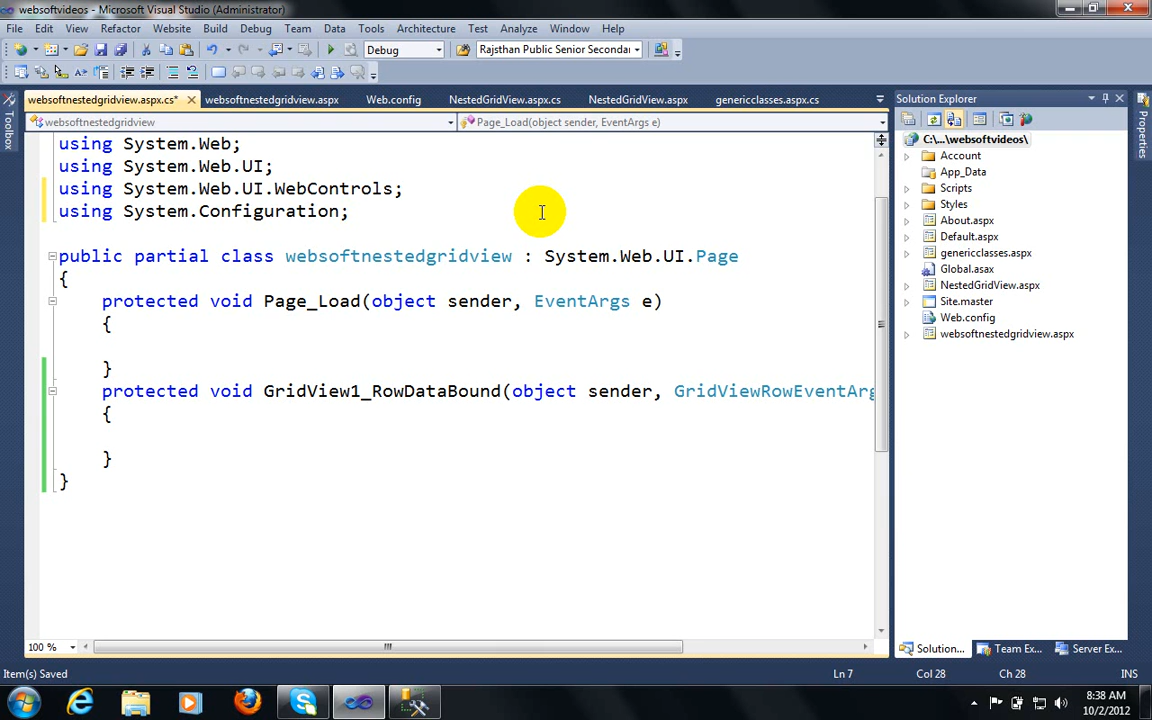 websoftvideos - Microsoft Visual Studio (Administrator)
File Edit View Refactor Website Build Debug Team Data Tools Architecture Test Analyze Window Help
Debug Rajsthan Public Senior Secondar
websoftnestedgridview.aspx.cs* websoftnestedgridview.aspx Web.config NestedGridView.aspx.cs NestedGridView.aspx genericclasses.aspx.cs
websoftnestedgridview Page_Load(object sender, EventArgs e)
using System.Web;
using System.Web.UI;
using System.Web.UI.WebControls;
using System.Configuration;
public partial class websoftnestedgridview : System.Web.UI.Page
{
protected void Page_Load(object sender, EventArgs e)
{
}
protected void GridView1_RowDataBound(object sender, GridViewRowEventArg
{
}
}
100 %
Toolbox
Solution Explorer
C:\...\websoftvideos\
Account
App_Data
Scripts
Styles
About.aspx
Default.aspx
genericclasses.aspx
Global.asax
NestedGridView.aspx
Site.master
Web.config
websoftnestedgridview.aspx
Solution... Team Ex... Server Ex...
Properties
Item(s) Saved Ln 7 Col 28 Ch 28 INS
8:38 AM
10/2/2012